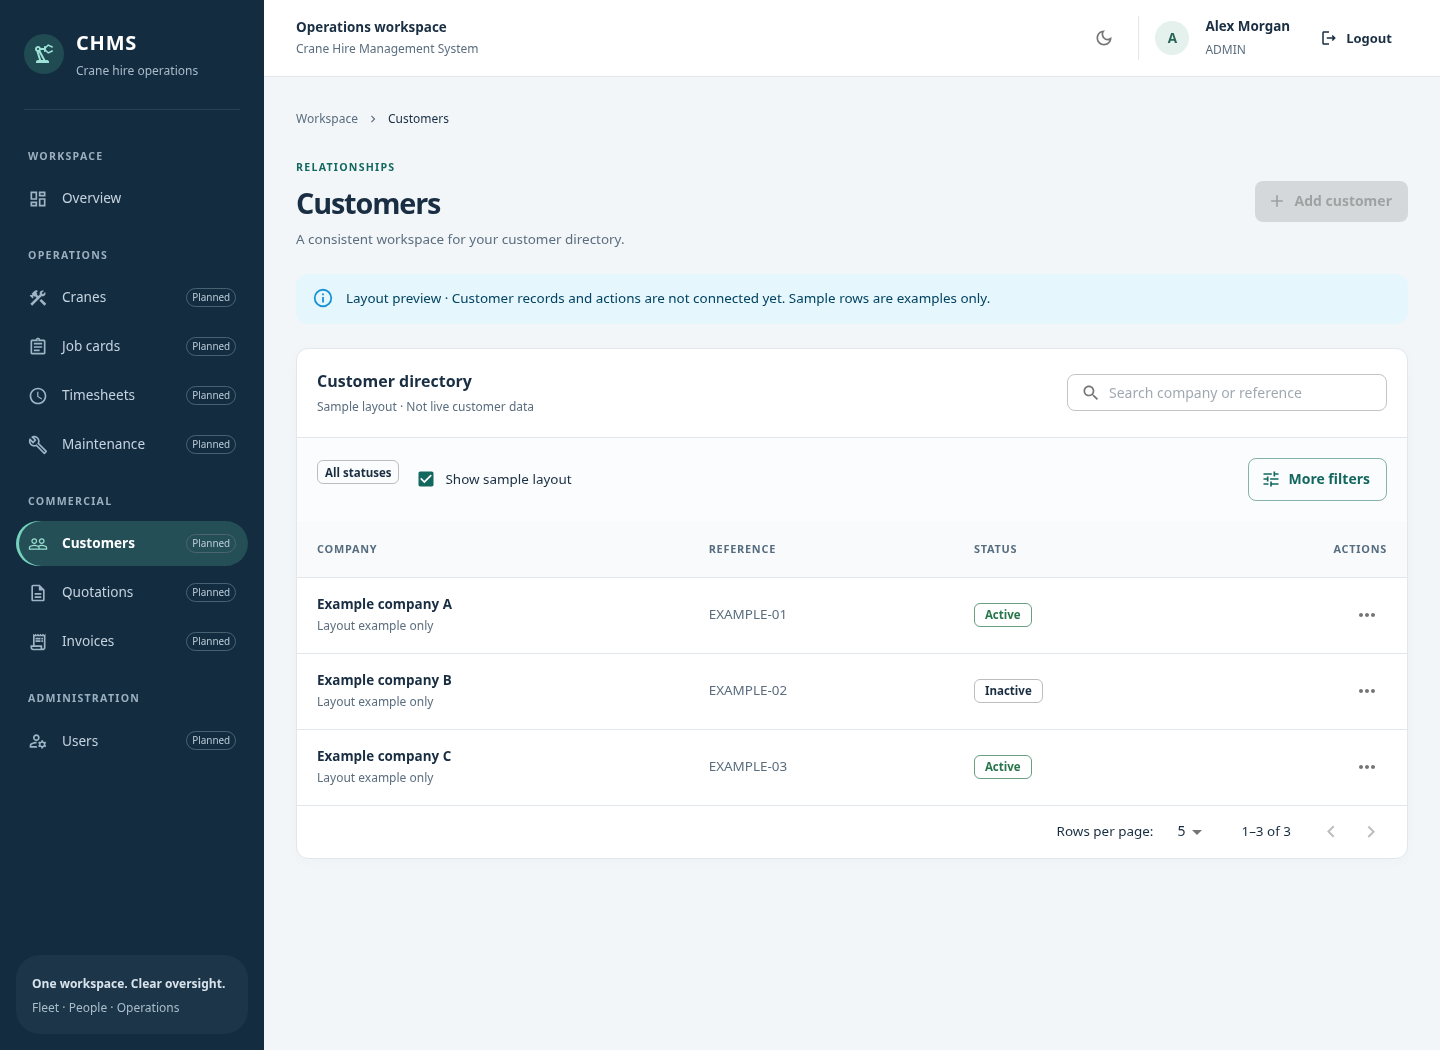 CHMS
Crane hire operations
WORKSPACE
Overview
OPERATIONS
Cranes Planned
Job cards Planned
Timesheets Planned
Maintenance Planned
COMMERCIAL
Customers Planned
Quotations Planned
Invoices Planned
ADMINISTRATION
Users Planned
One workspace. Clear oversight.
Fleet · People · Operations
Operations workspace
Crane Hire Management System
A
Alex Morgan
ADMIN
Logout
Workspace > Customers
RELATIONSHIPS
Customers
A consistent workspace for your customer directory.
Add customer
Layout preview · Customer records and actions are not connected yet. Sample rows are examples only.
Customer directory
Sample layout · Not live customer data
Search company or reference
All statuses Show sample layout More filters
COMPANY REFERENCE STATUS ACTIONS
Example company A
Layout example only
EXAMPLE-01 Active
Example company B
Layout example only
EXAMPLE-02 Inactive
Example company C
Layout example only
EXAMPLE-03 Active
Rows per page: 5 1–3 of 3